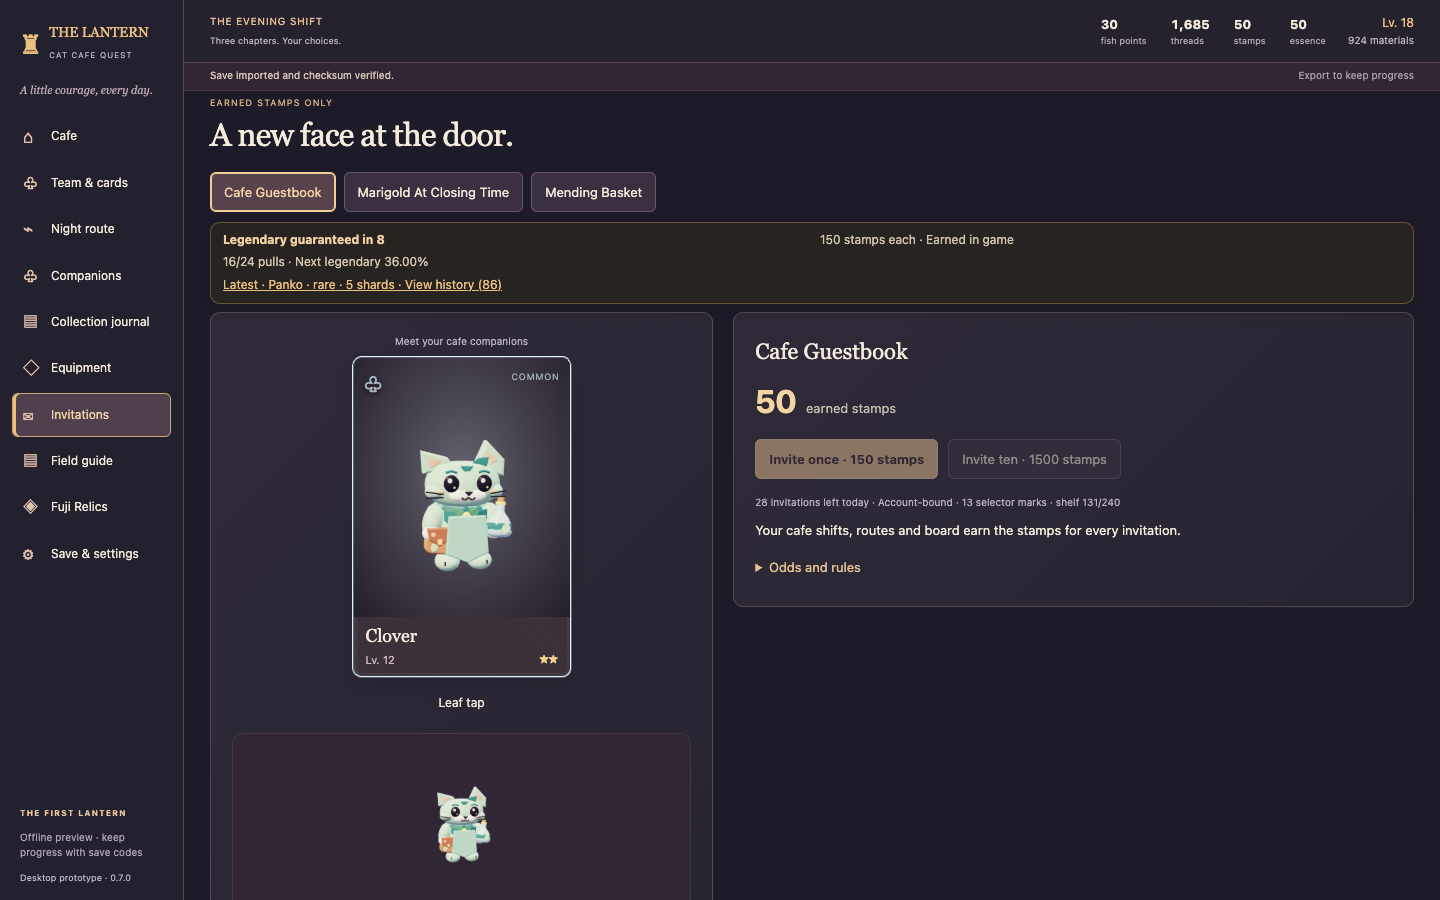 THE LANTERN
CAT CAFE QUEST
A little courage, every day.
Cafe
Team & cards
Night route
Companions
Collection journal
Equipment
Invitations
Field guide
Fuji Relics
Save & settings
THE FIRST LANTERN
Offline preview · keep
progress with save codes
Desktop prototype · 0.7.0
THE EVENING SHIFT
Three chapters. Your choices.
30
fish points
1,685
threads
50
stamps
50
essence
Lv. 18
924 materials
Save imported and checksum verified.
Export to keep progress
EARNED STAMPS ONLY
A new face at the door.
Cafe Guestbook
Marigold At Closing Time
Mending Basket
Legendary guaranteed in 8
150 stamps each · Earned in game
16/24 pulls · Next legendary 36.00%
Latest · Panko · rare · 5 shards · View history (86)
Meet your cafe companions
COMMON
Clover
Lv. 12
Leaf tap
Cafe Guestbook
50 earned stamps
Invite once · 150 stamps
Invite ten · 1500 stamps
28 invitations left today · Account-bound · 13 selector marks · shelf 131/240
Your cafe shifts, routes and board earn the stamps for every invitation.
Odds and rules